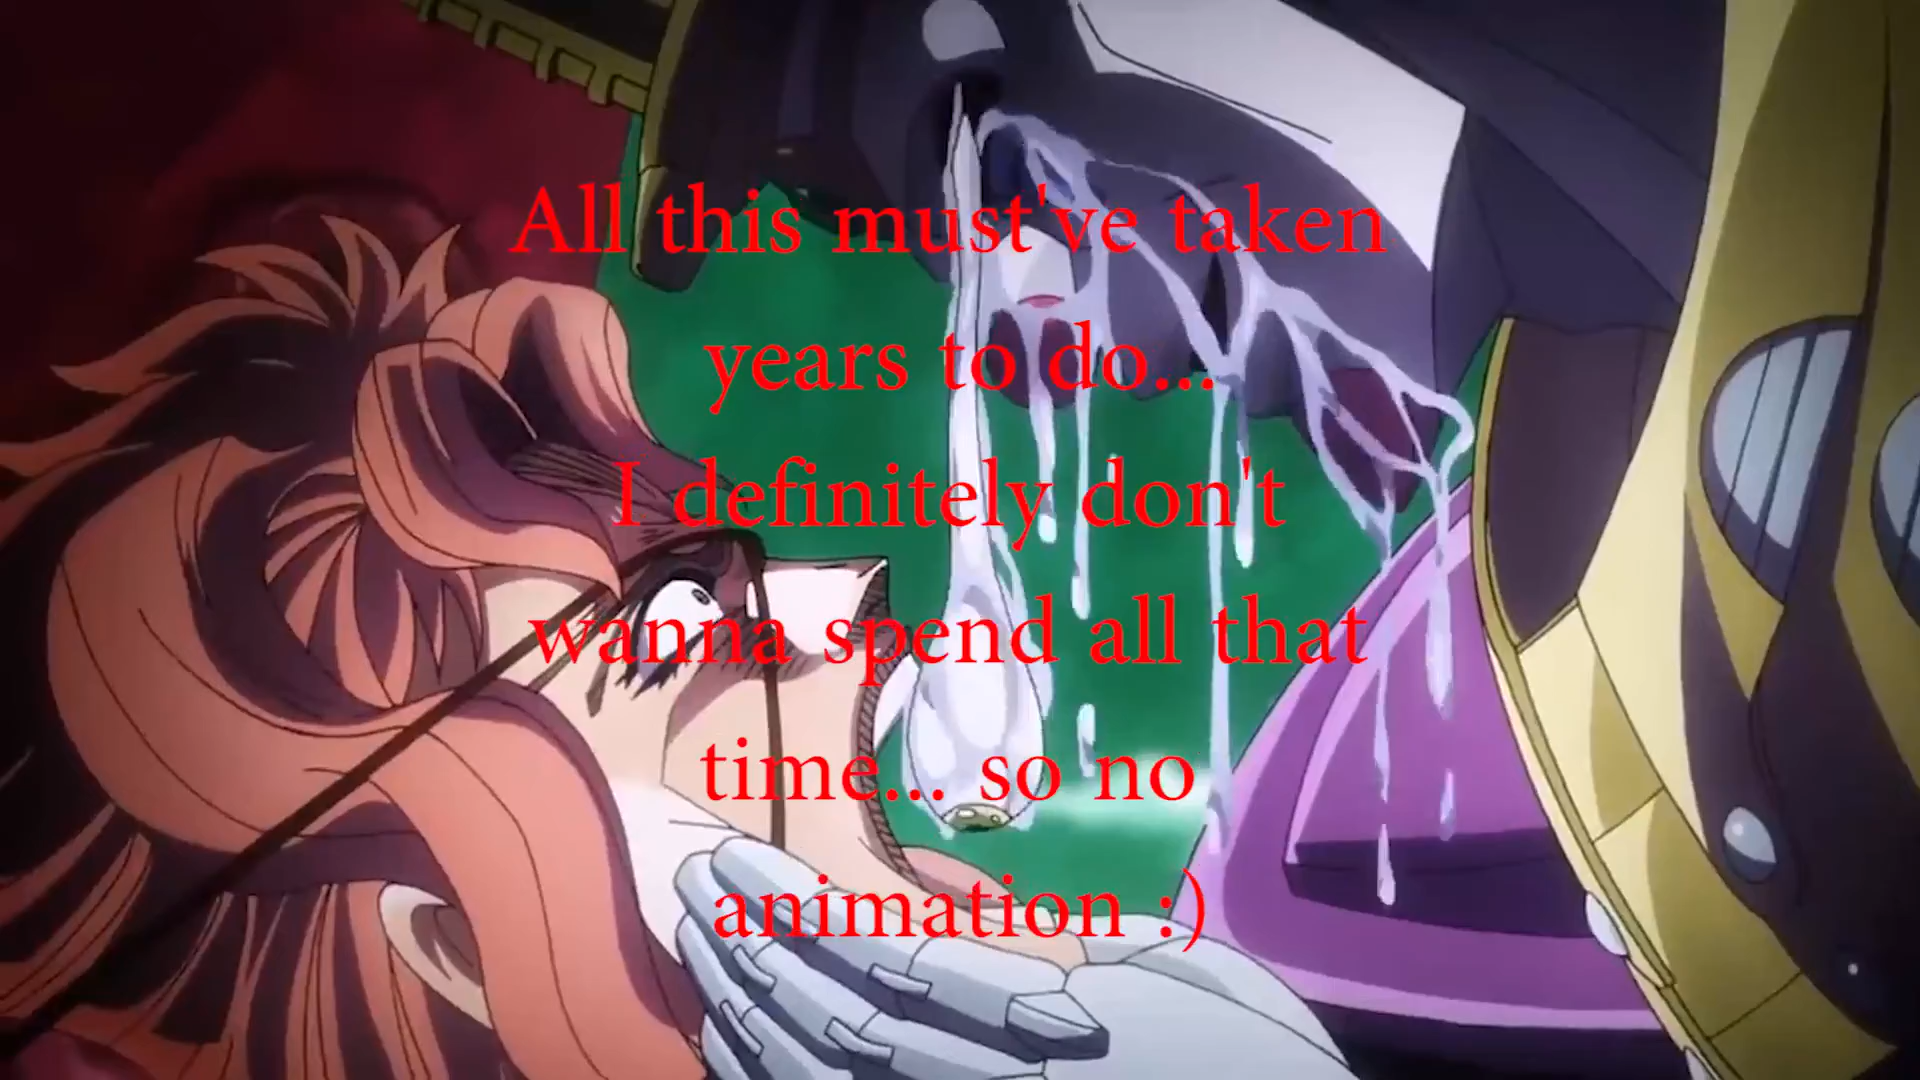 All this must've taken
years to do...
I definitely don't
wanna spend all that
time... so no
animation :)